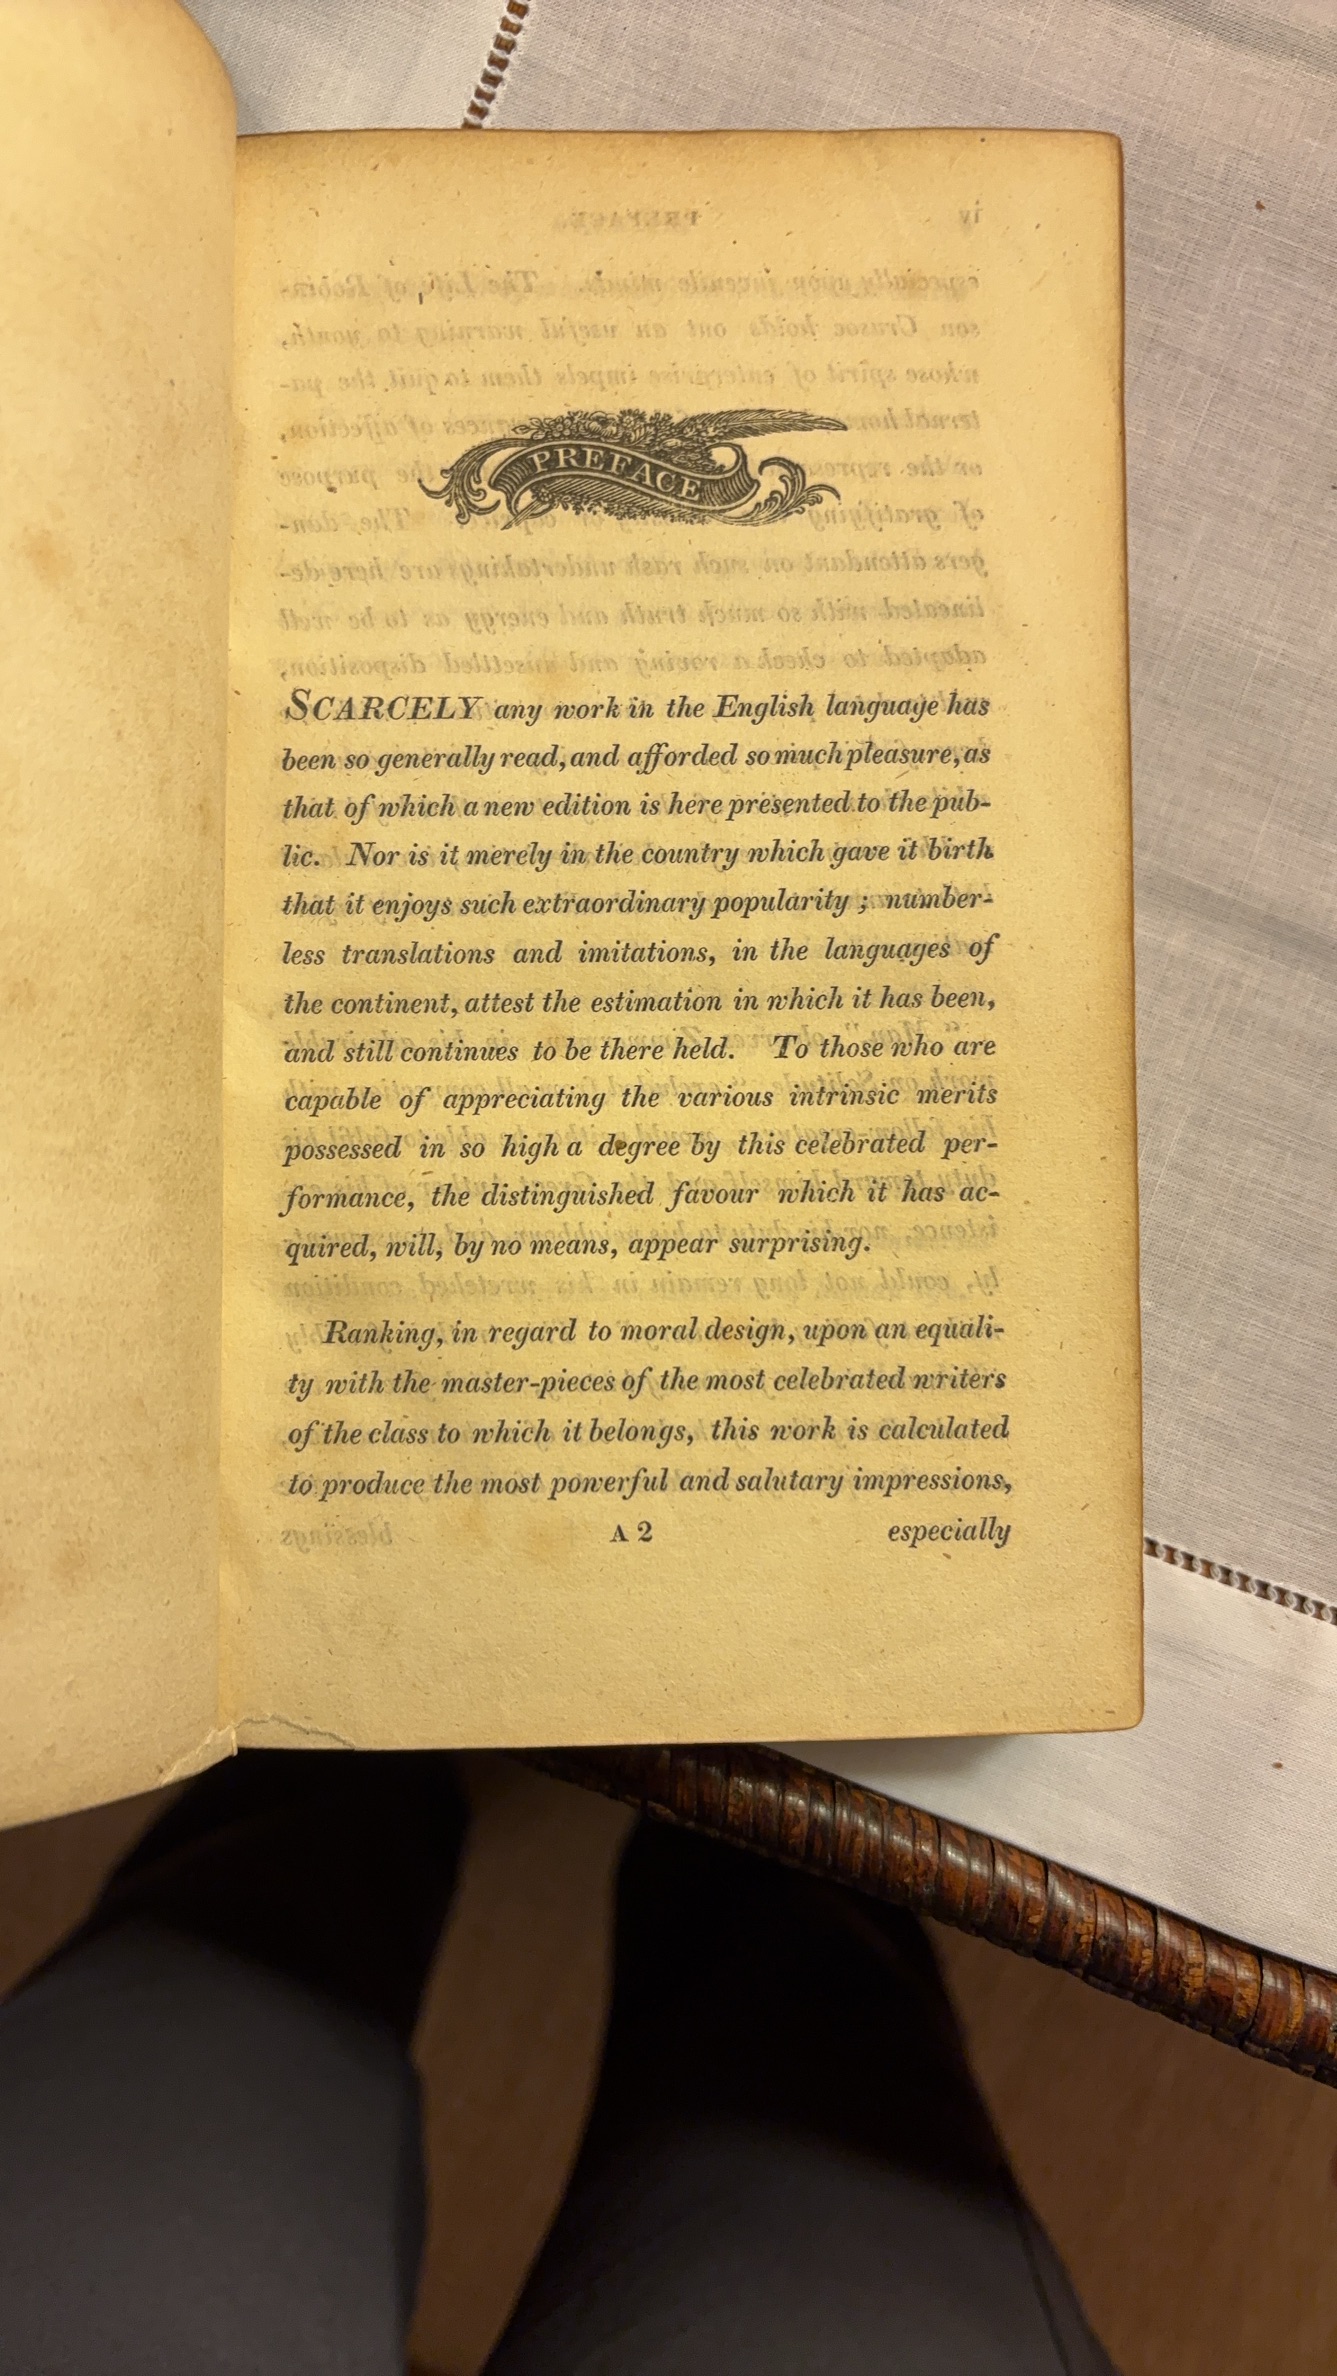 PREFACE
SCARCELY any work in the English language has
been so generally read, and afforded so much pleasure, as
that of which a new edition is here presented to the pub-
lic. Nor is it merely in the country which gave it birth
that it enjoys such extraordinary popularity ; number-
less translations and imitations, in the languages of
the continent, attest the estimation in which it has been,
and still continues to be there held. To those who are
capable of appreciating the various intrinsic merits
possessed in so high a degree by this celebrated per-
formance, the distinguished favour which it has ac-
quired, will, by no means, appear surprising.
Ranking, in regard to moral design, upon an equali-
ty with the master-pieces of the most celebrated writers
of the class to which it belongs, this work is calculated
to produce the most powerful and salutary impressions,
A 2 especially